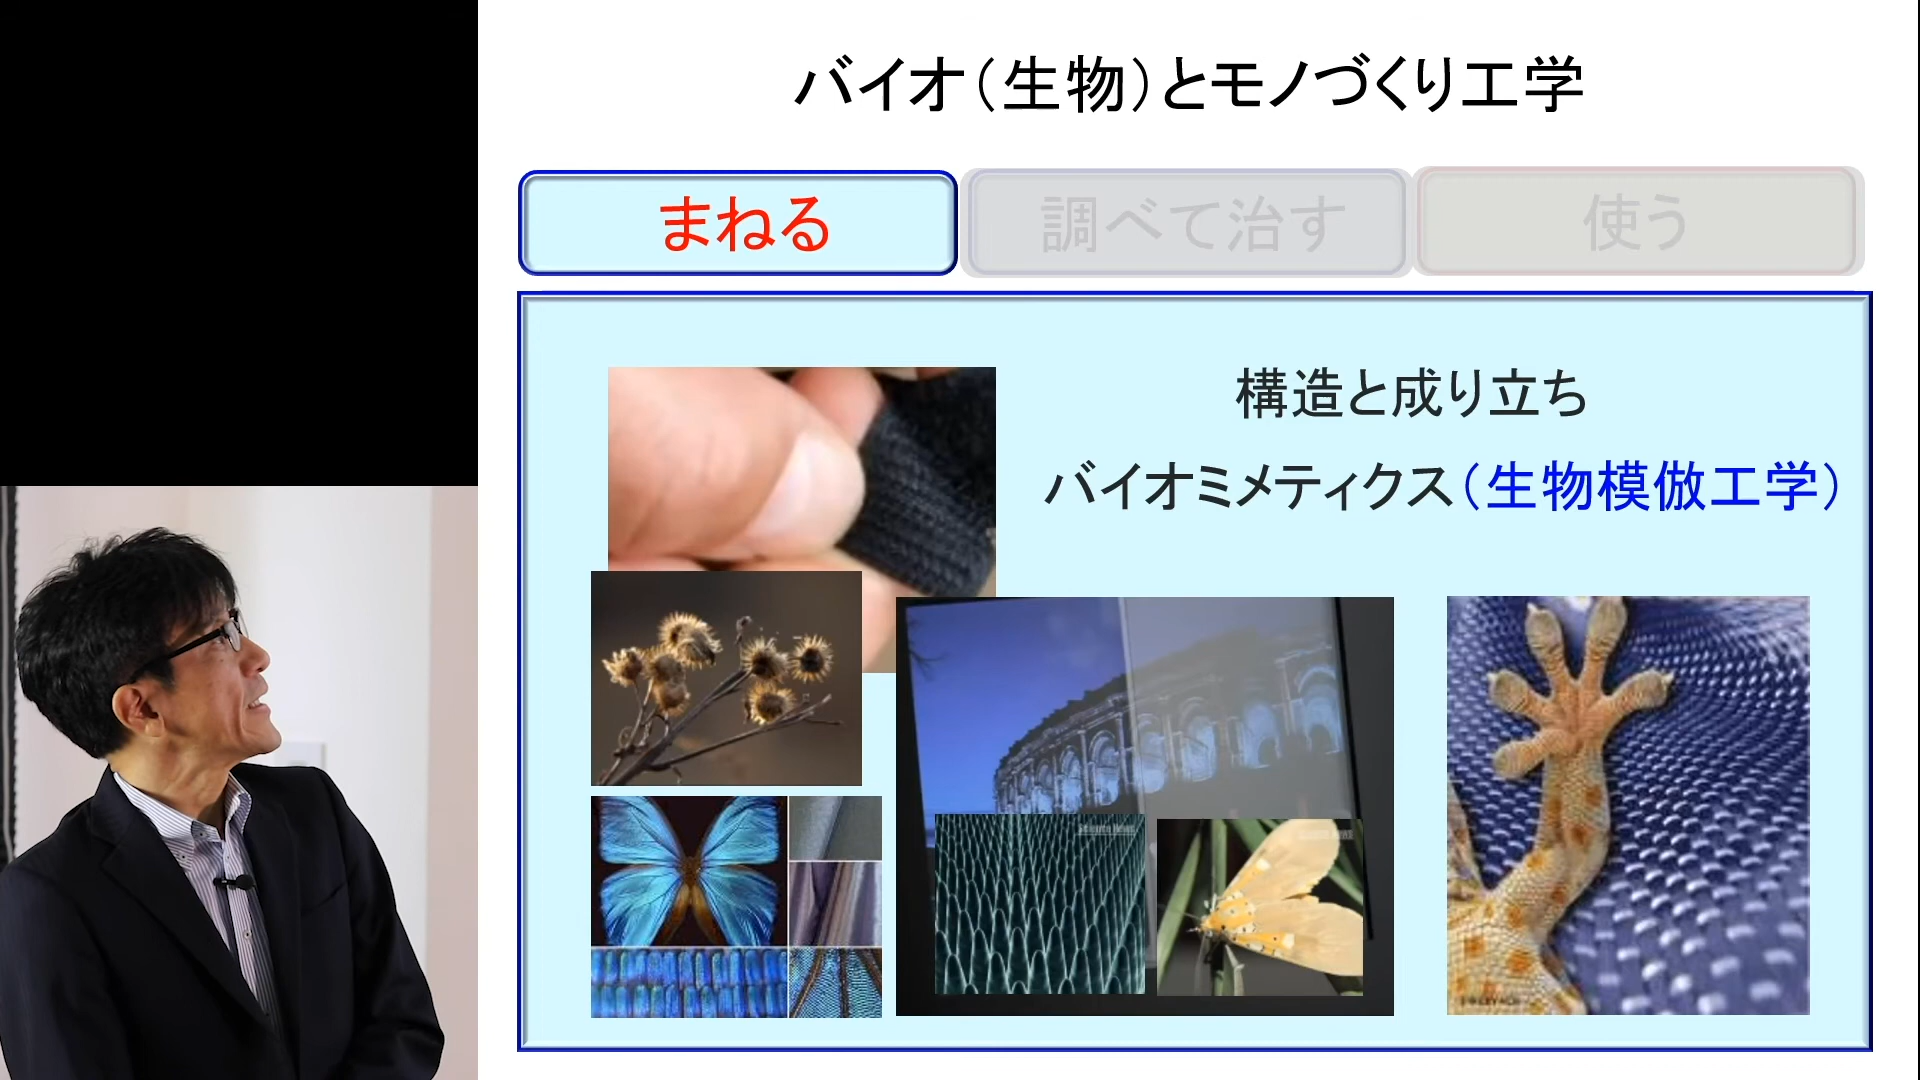 バイオ（生物）とモノづくり工学
まねる
調べて治す
使う
構造と成り立ち
バイオミメティクス（生物模倣工学）